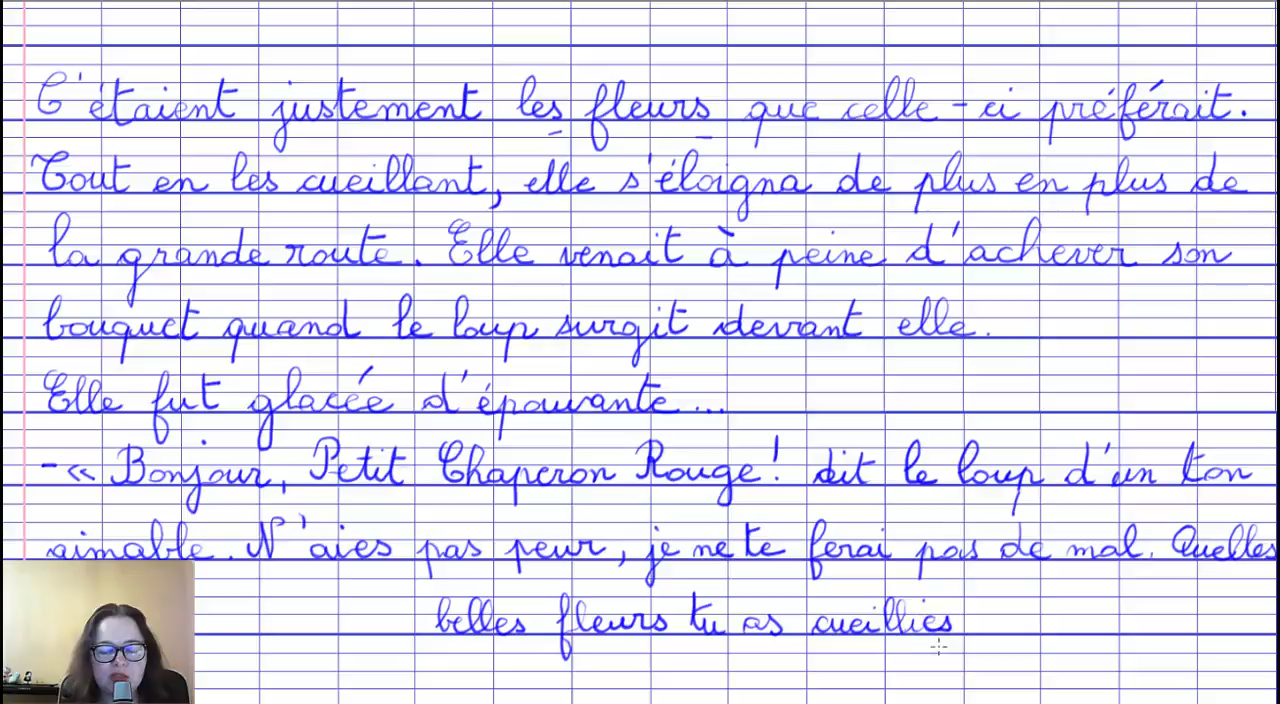 C'étaient justement les fleurs que celle-ci préférait.
Tout en les cueillant, elle s'éloigna de plus en plus de
la grande route. Elle venait à peine d'achever son
bouquet quand le loup surgit devant elle.
Elle fut glacée d'épouvante...
-« Bonjour, Petit Chaperon Rouge! dit le loup d'un ton
aimable. N'aies pas peur, je ne te ferai pas de mal. Quelles
belles fleurs tu as cueillies